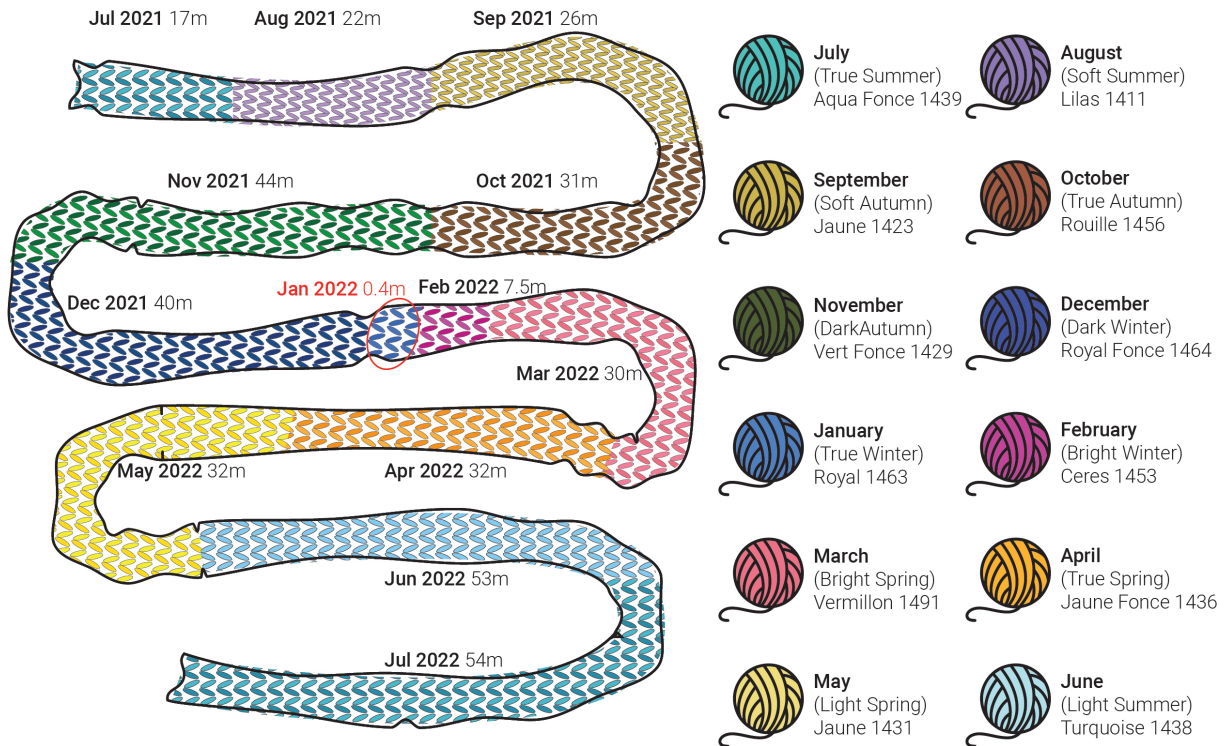 Jul 2021 17m
Aug 2021 22m
Sep 2021 26m
Nov 2021 44m
Oct 2021 31m
Dec 2021 40m
Jan 2022 0.4m
Feb 2022 7.5m
Mar 2022 30m
May 2022 32m
Apr 2022 32m
Jun 2022 53m
Jul 2022 54m
July
(True Summer)
Aqua Fonce 1439
August
(Soft Summer)
Lilas 1411
September
(Soft Autumn)
Jaune 1423
October
(True Autumn)
Rouille 1456
November
(DarkAutumn)
Vert Fonce 1429
December
(Dark Winter)
Royal Fonce 1464
January
(True Winter)
Royal 1463
February
(Bright Winter)
Ceres 1453
March
(Bright Spring)
Vermillon 1491
April
(True Spring)
Jaune Fonce 1436
May
(Light Spring)
Jaune 1431
June
(Light Summer)
Turquoise 1438